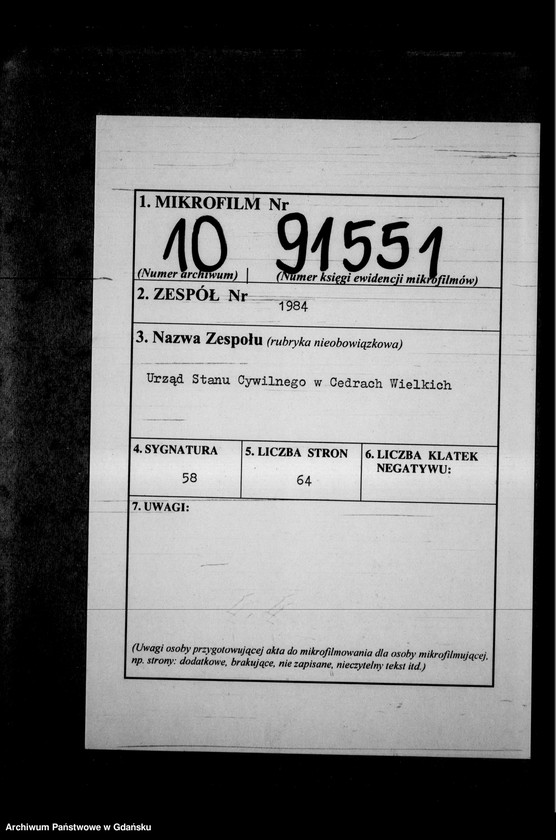 1. MIKROFILM Nr
10 91551
(Numer archiwum) (Numer księgi ewidencji mikrofilmów)
2. ZESPÓŁ Nr
1984
3. Nazwa Zespołu (rubryka nieobowiązkowa)
Urząd Stanu Cywilnego w Cedrach Wielkich
4. SYGNATURA
58
5. LICZBA STRON
64
6. LICZBA KLATEK
NEGATYWU:
7. UWAGI:
(Uwagi osoby przygotowującej akta do mikrofilmowania dla osoby mikrofilmującej.
np. strony: dodatkowe, brakujące, nie zapisane, nieczytelny tekst itd.)
Archiwum Państwowe w Gdańsku